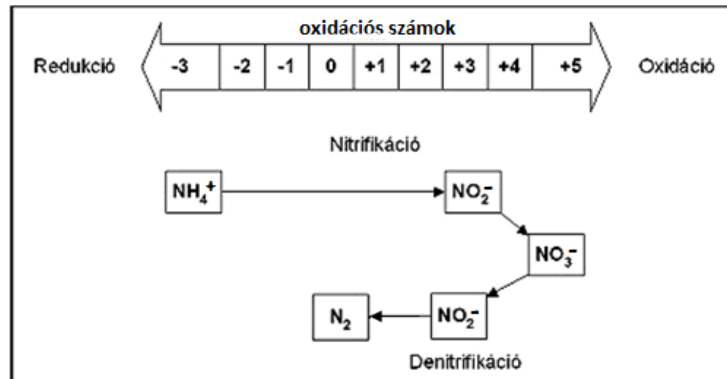 oxidációs számok
Redukció -3 -2 -1 0 +1 +2 +3 +4 +5 Oxidáció
Nitrifikáció
NH₄⁺ NO₂⁻
NO₃⁻
N₂ NO₂⁻
Denitrifikáció